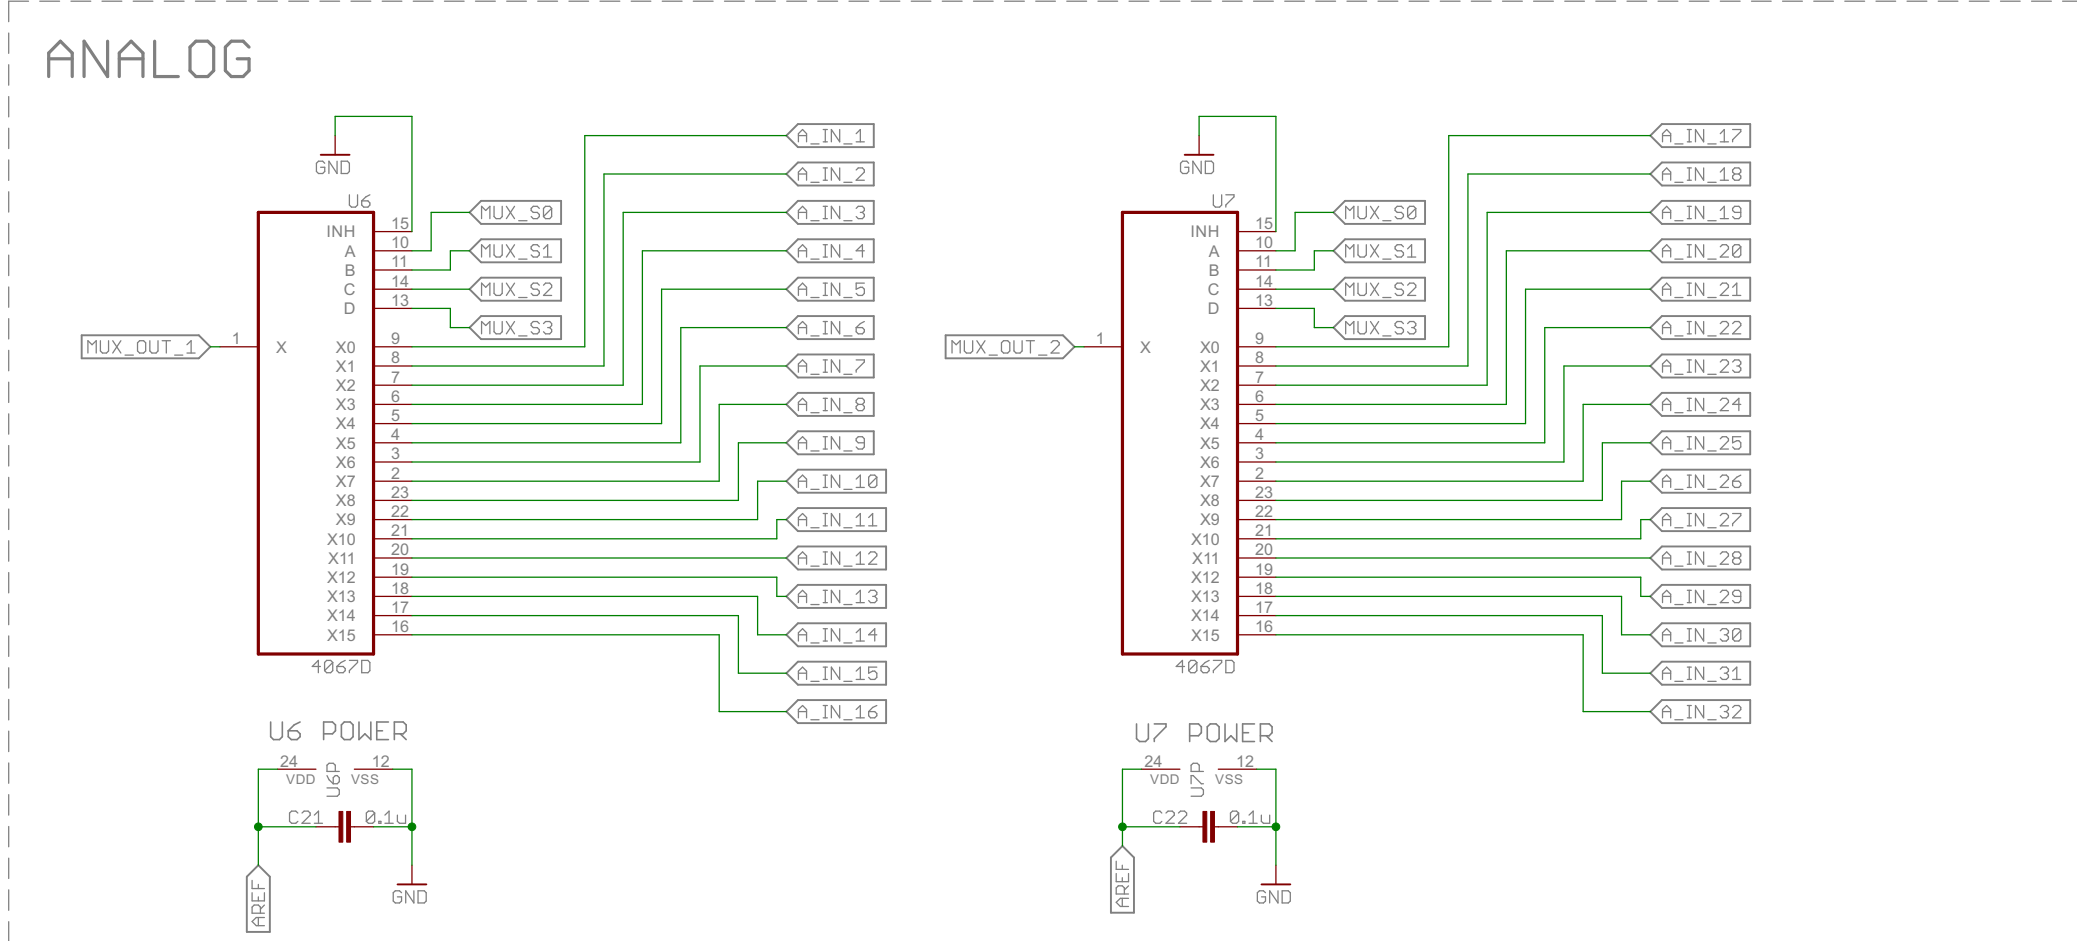 ANALOG
GND
U6
INH 15
A 10
B 11
C 14
D 13
MUX_S0
MUX_S1
MUX_S2
MUX_S3
MUX_OUT_1 1 X
X0 9
X1 8
X2 7
X3 6
X4 5
X5 4
X6 3
X7 2
X8 23
X9 22
X10 21
X11 20
X12 19
X13 18
X14 17
X15 16
4067D
A_IN_1
A_IN_2
A_IN_3
A_IN_4
A_IN_5
A_IN_6
A_IN_7
A_IN_8
A_IN_9
A_IN_10
A_IN_11
A_IN_12
A_IN_13
A_IN_14
A_IN_15
A_IN_16
U6 POWER
24 12
VDD U6P VSS
C21 0.1u
AREF
GND
GND
U7
INH 15
A 10
B 11
C 14
D 13
MUX_S0
MUX_S1
MUX_S2
MUX_S3
MUX_OUT_2 1 X
X0 9
X1 8
X2 7
X3 6
X4 5
X5 4
X6 3
X7 2
X8 23
X9 22
X10 21
X11 20
X12 19
X13 18
X14 17
X15 16
4067D
A_IN_17
A_IN_18
A_IN_19
A_IN_20
A_IN_21
A_IN_22
A_IN_23
A_IN_24
A_IN_25
A_IN_26
A_IN_27
A_IN_28
A_IN_29
A_IN_30
A_IN_31
A_IN_32
U7 POWER
24 12
VDD U7P VSS
C22 0.1u
AREF
GND